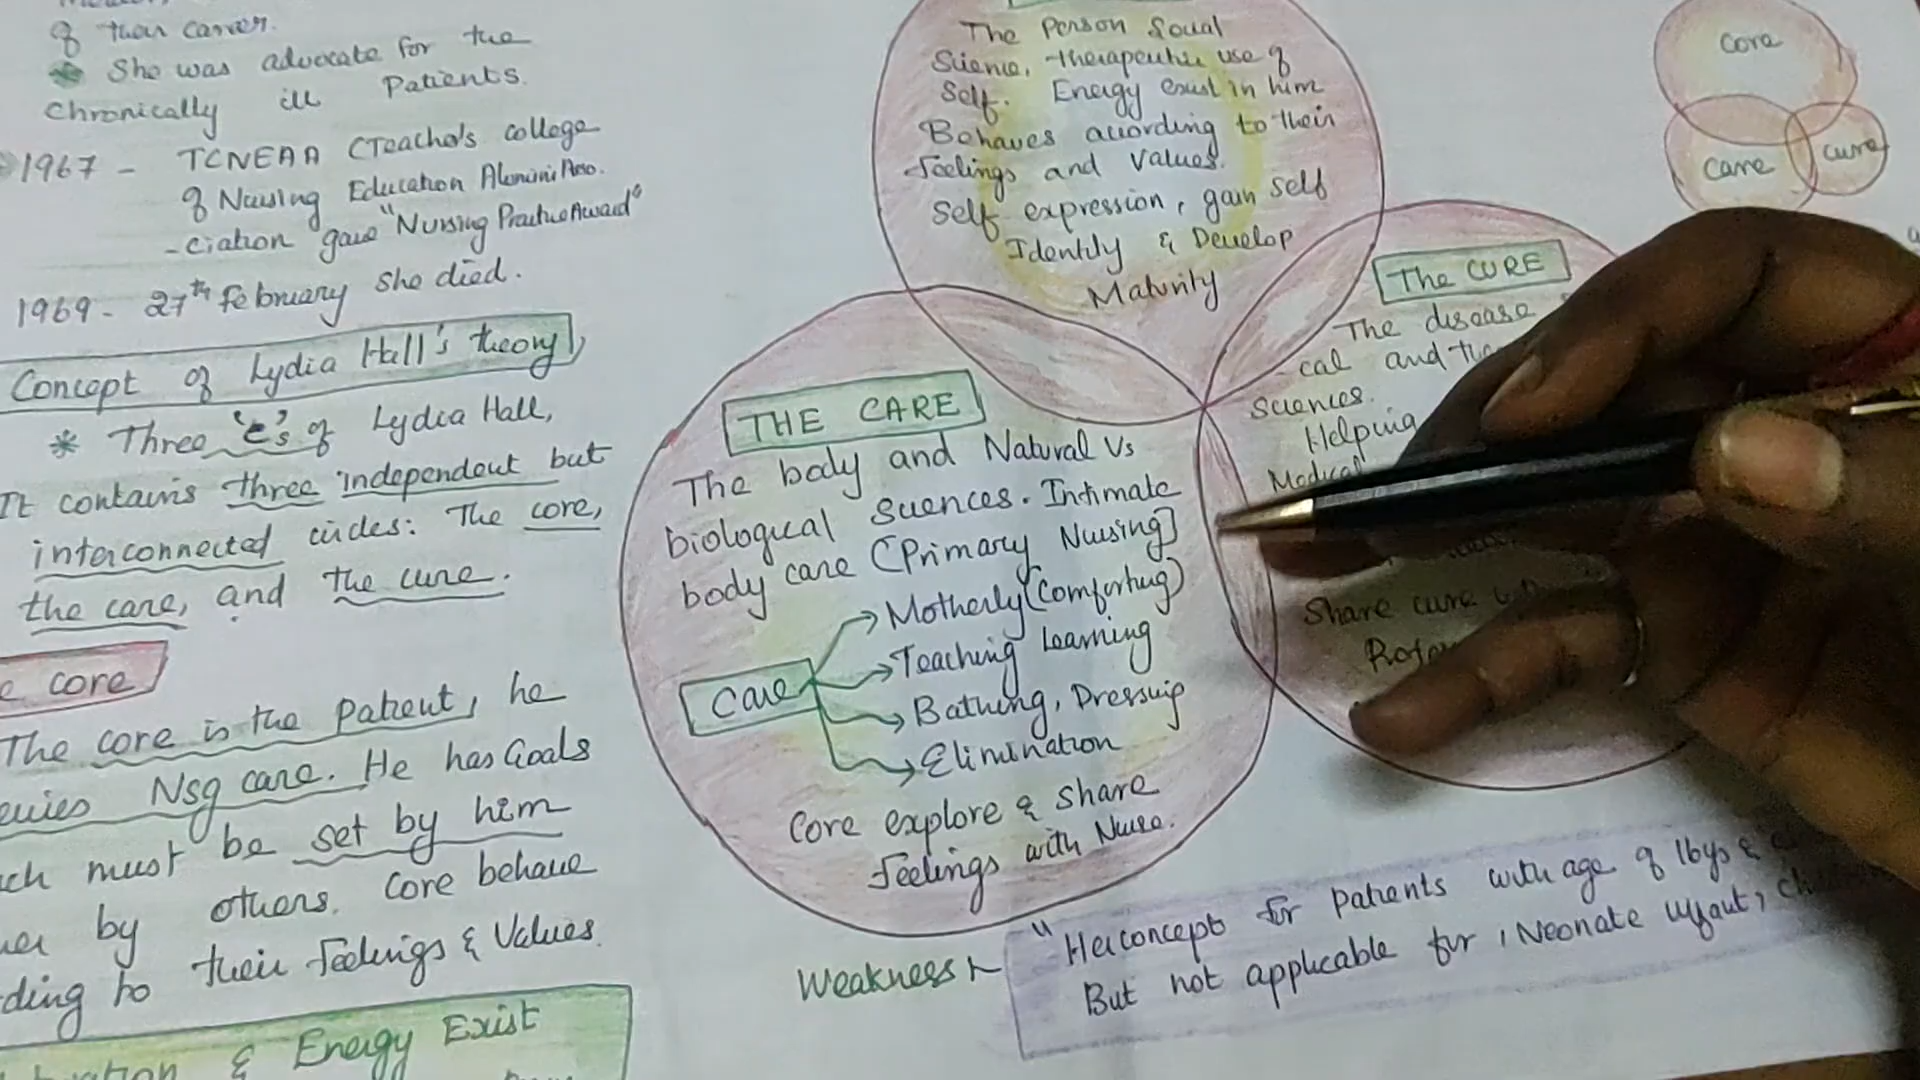 of their career.
* She was advocate for the
Chronically ill Patients.
1967 - TCNEAA (Teacher's college
of Nursing Education Alumini Asso.
-ciation gave "Nursing Practice Award"
1969 - 27th February she died.
Concept of Lydia Hall's theory
* Three 'c's of Lydia Hall,
It contains three independent but
interconnected circles: The core,
the care, and the cure.
core
The core is the Patient, he
Nsg care. He has Goals
must be set by him
by others. Core behave
to their feelings & Values.
& Energy Exist
The Person Soual
Science, therapeutic use of
Self. Energy exist in him
Behaves according to their
feelings and Values.
Self expression, gain self
Identity & Develop
Maturity
THE CARE
The body and Natural Vs
biological Suences. Intimate
body care (Primary Nursing]
Motherly (Comforting)
Teaching Learning
Care
Bathing, Dressing
Elimination
Core explore & share
feelings with Nurse.
The CURE
The disease
cal and
Sciences.
Helping
Medical
Share cure
Core
Care
cure
Weakness
"Her concept for Patients with age of 16ys &
But not applicable for, Neonate